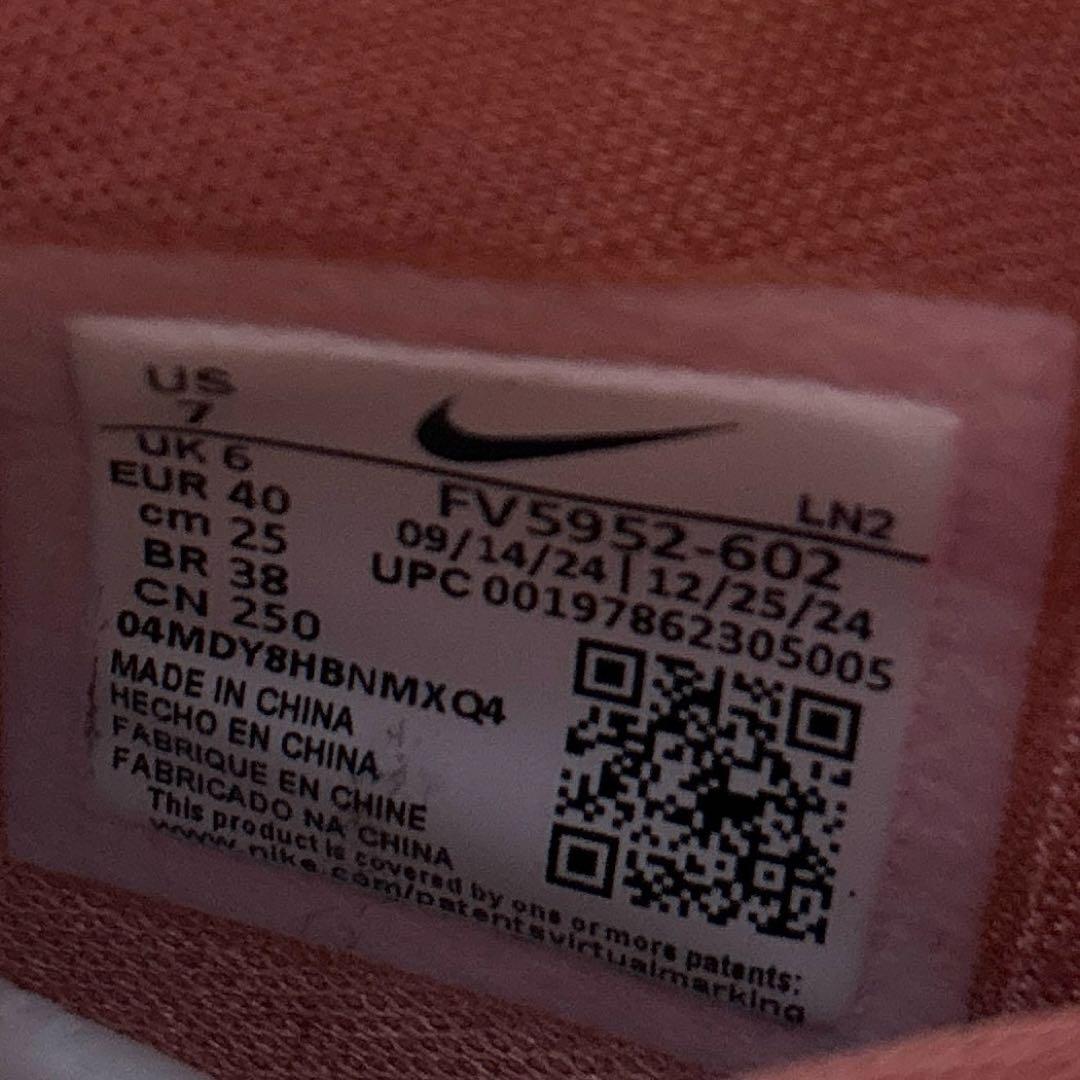 US
7
UK 6
EUR 40
cm 25
BR 38
CN 250
LN2
FV5952-602
09/14/24 | 12/25/24
UPC 00197862305005
04MDY8HBNMXQ4
MADE IN CHINA
HECHO EN CHINA
FABRIQUE EN CHINE
FABRICADO NA CHINA
This product is covered by one or more patents:
www.nike.com/patentsvirtualmarking